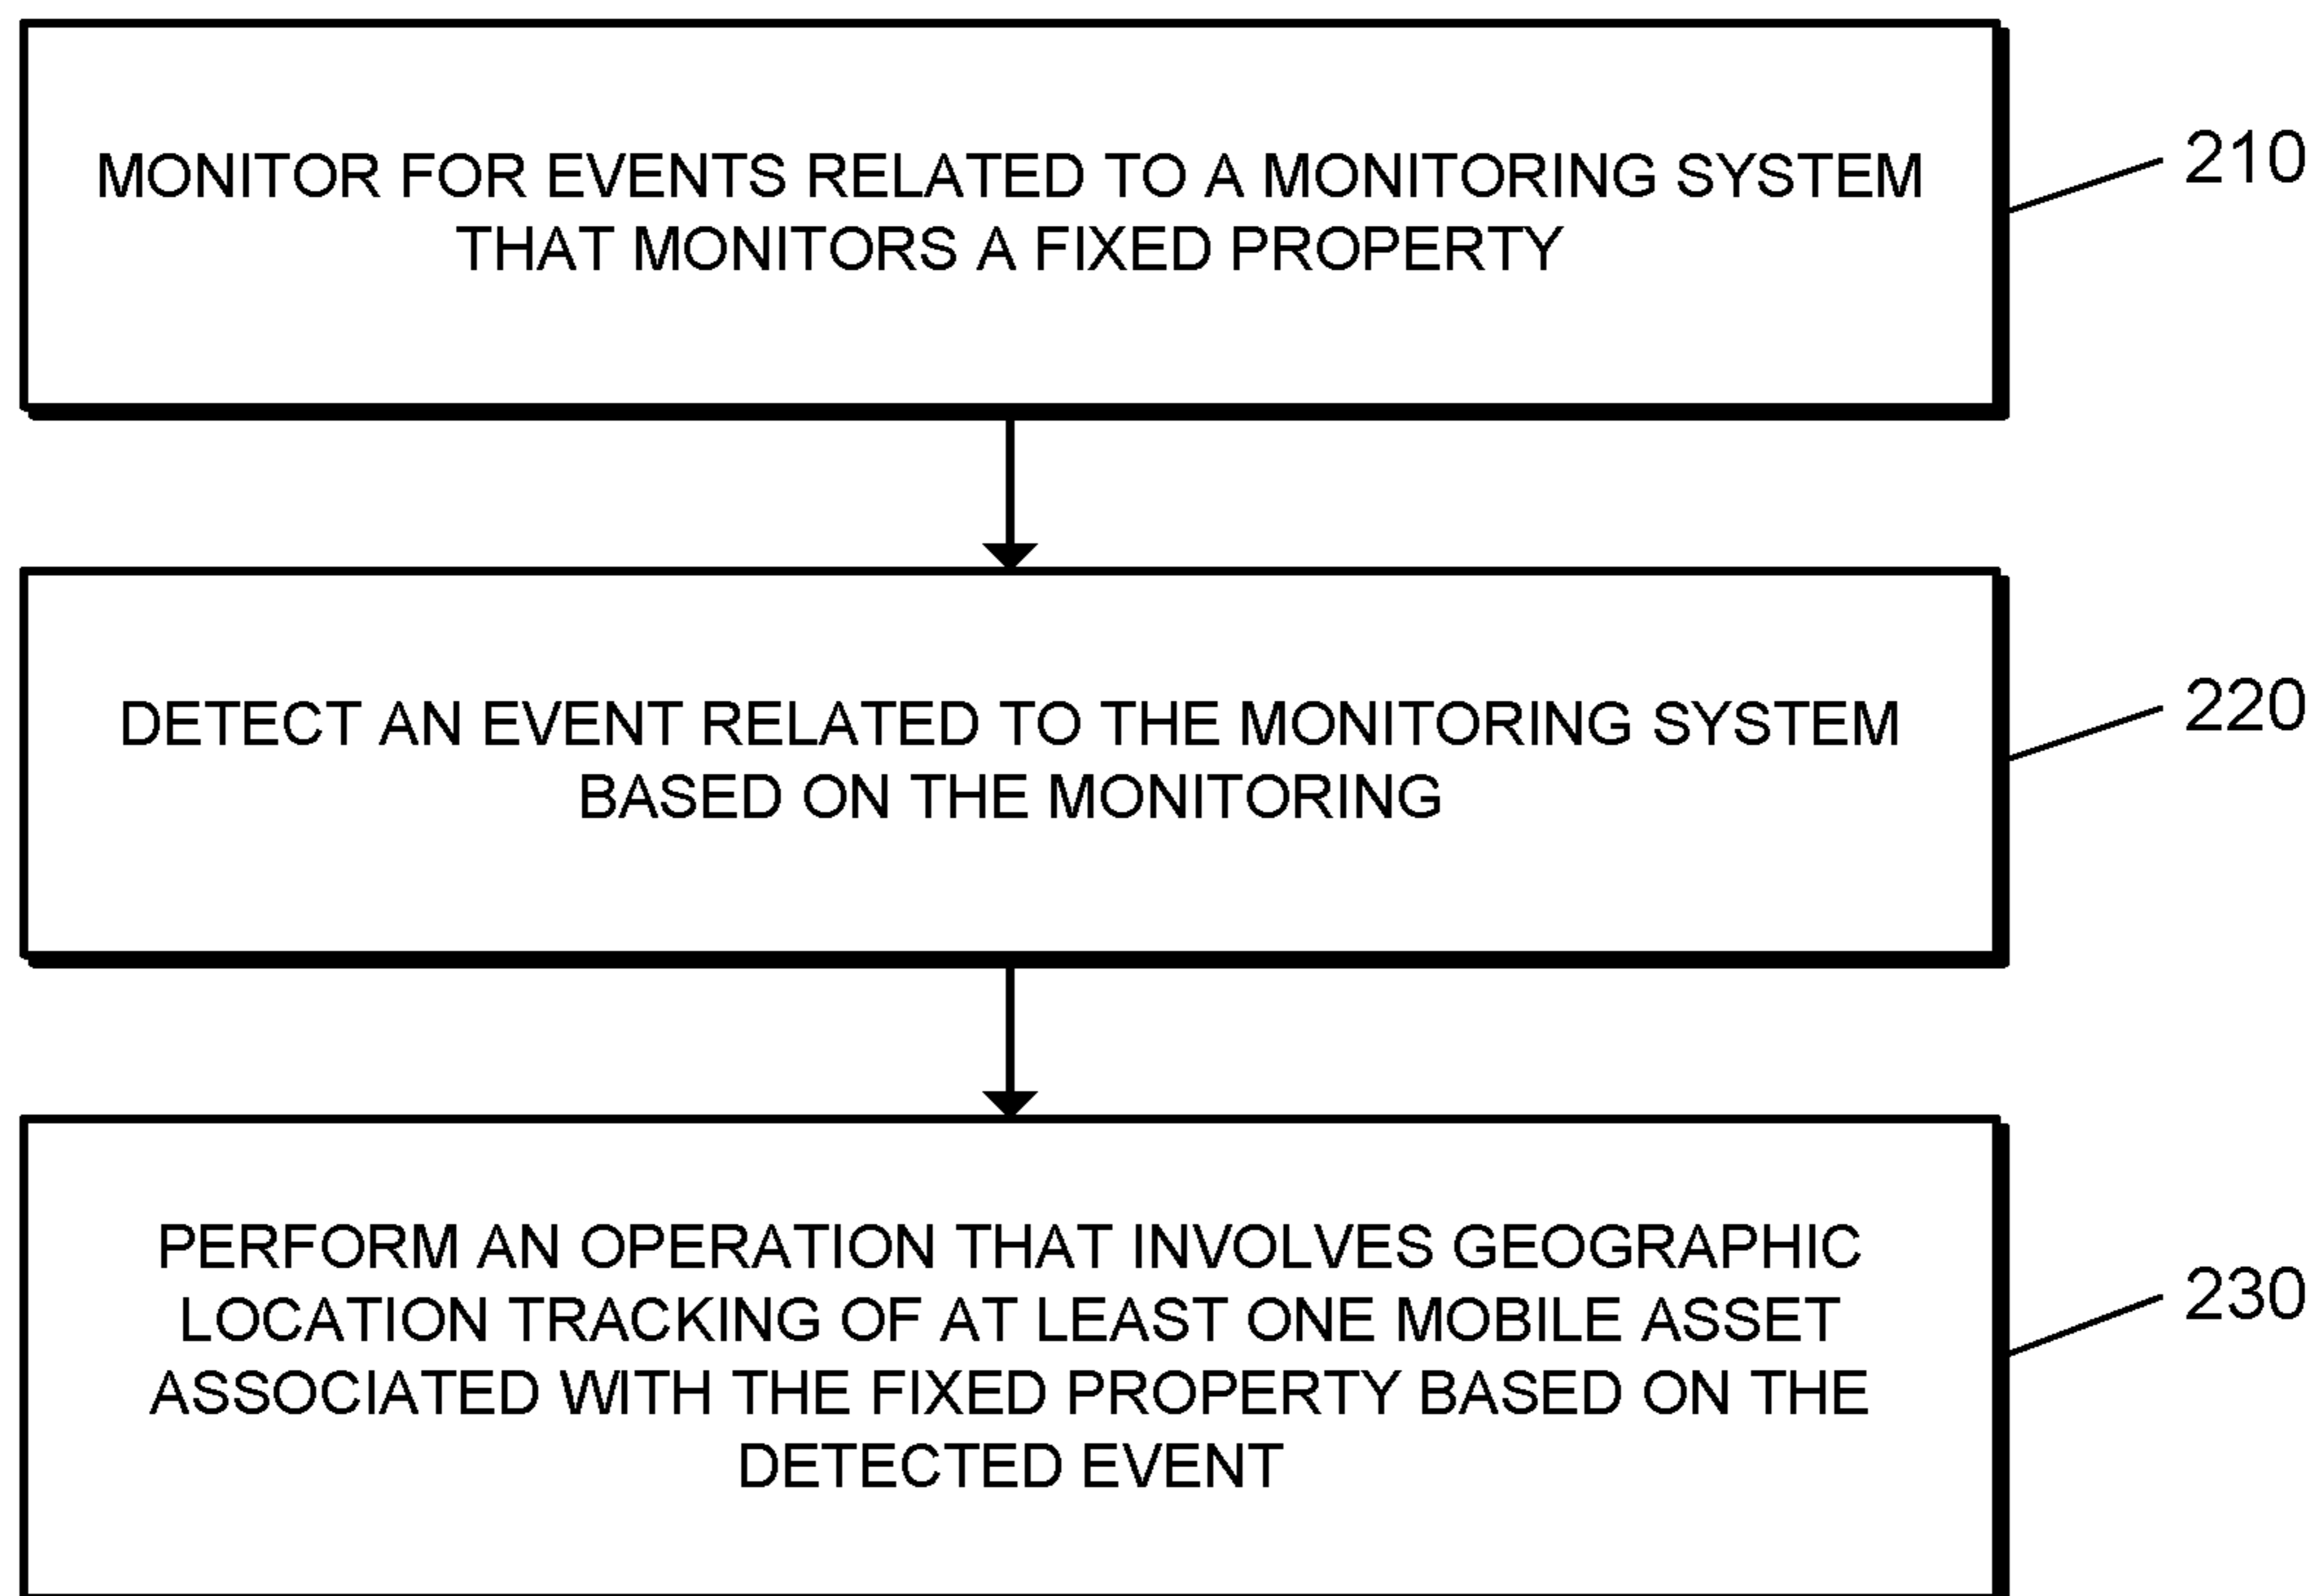 MONITOR FOR EVENTS RELATED TO A MONITORING SYSTEM
THAT MONITORS A FIXED PROPERTY
210
DETECT AN EVENT RELATED TO THE MONITORING SYSTEM
BASED ON THE MONITORING
220
PERFORM AN OPERATION THAT INVOLVES GEOGRAPHIC
LOCATION TRACKING OF AT LEAST ONE MOBILE ASSET
ASSOCIATED WITH THE FIXED PROPERTY BASED ON THE
DETECTED EVENT
230